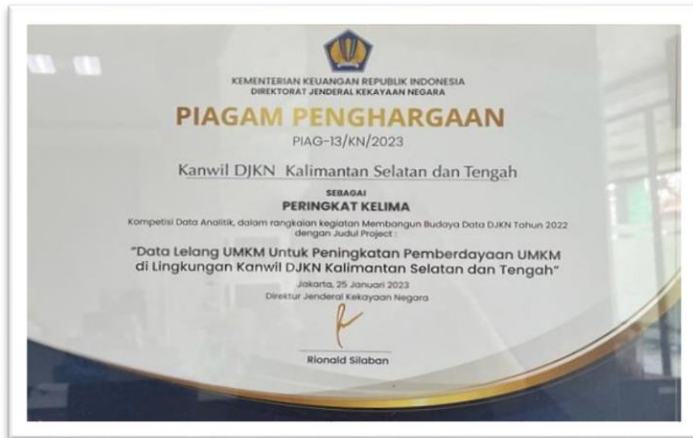 KEMENTERIAN KEUANGAN REPUBLIK INDONESIA
DIREKTORAT JENDERAL KEKAYAAN NEGARA
PIAGAM PENGHARGAAN
PIAG-13/KN/2023
Kanwil DJKN Kalimantan Selatan dan Tengah
SEBAGAI
PERINGKAT KELIMA
Kompetisi Data Analitik, dalam rangkaian kegiatan Membangun Budaya Data DJKN Tahun 2022
dengan Judul Project :
"Data Lelang UMKM Untuk Peningkatan Pemberdayaan UMKM
di Lingkungan Kanwil DJKN Kalimantan Selatan dan Tengah"
Jakarta, 25 Januari 2023
Direktur Jenderal Kekayaan Negara
Rionald Silaban